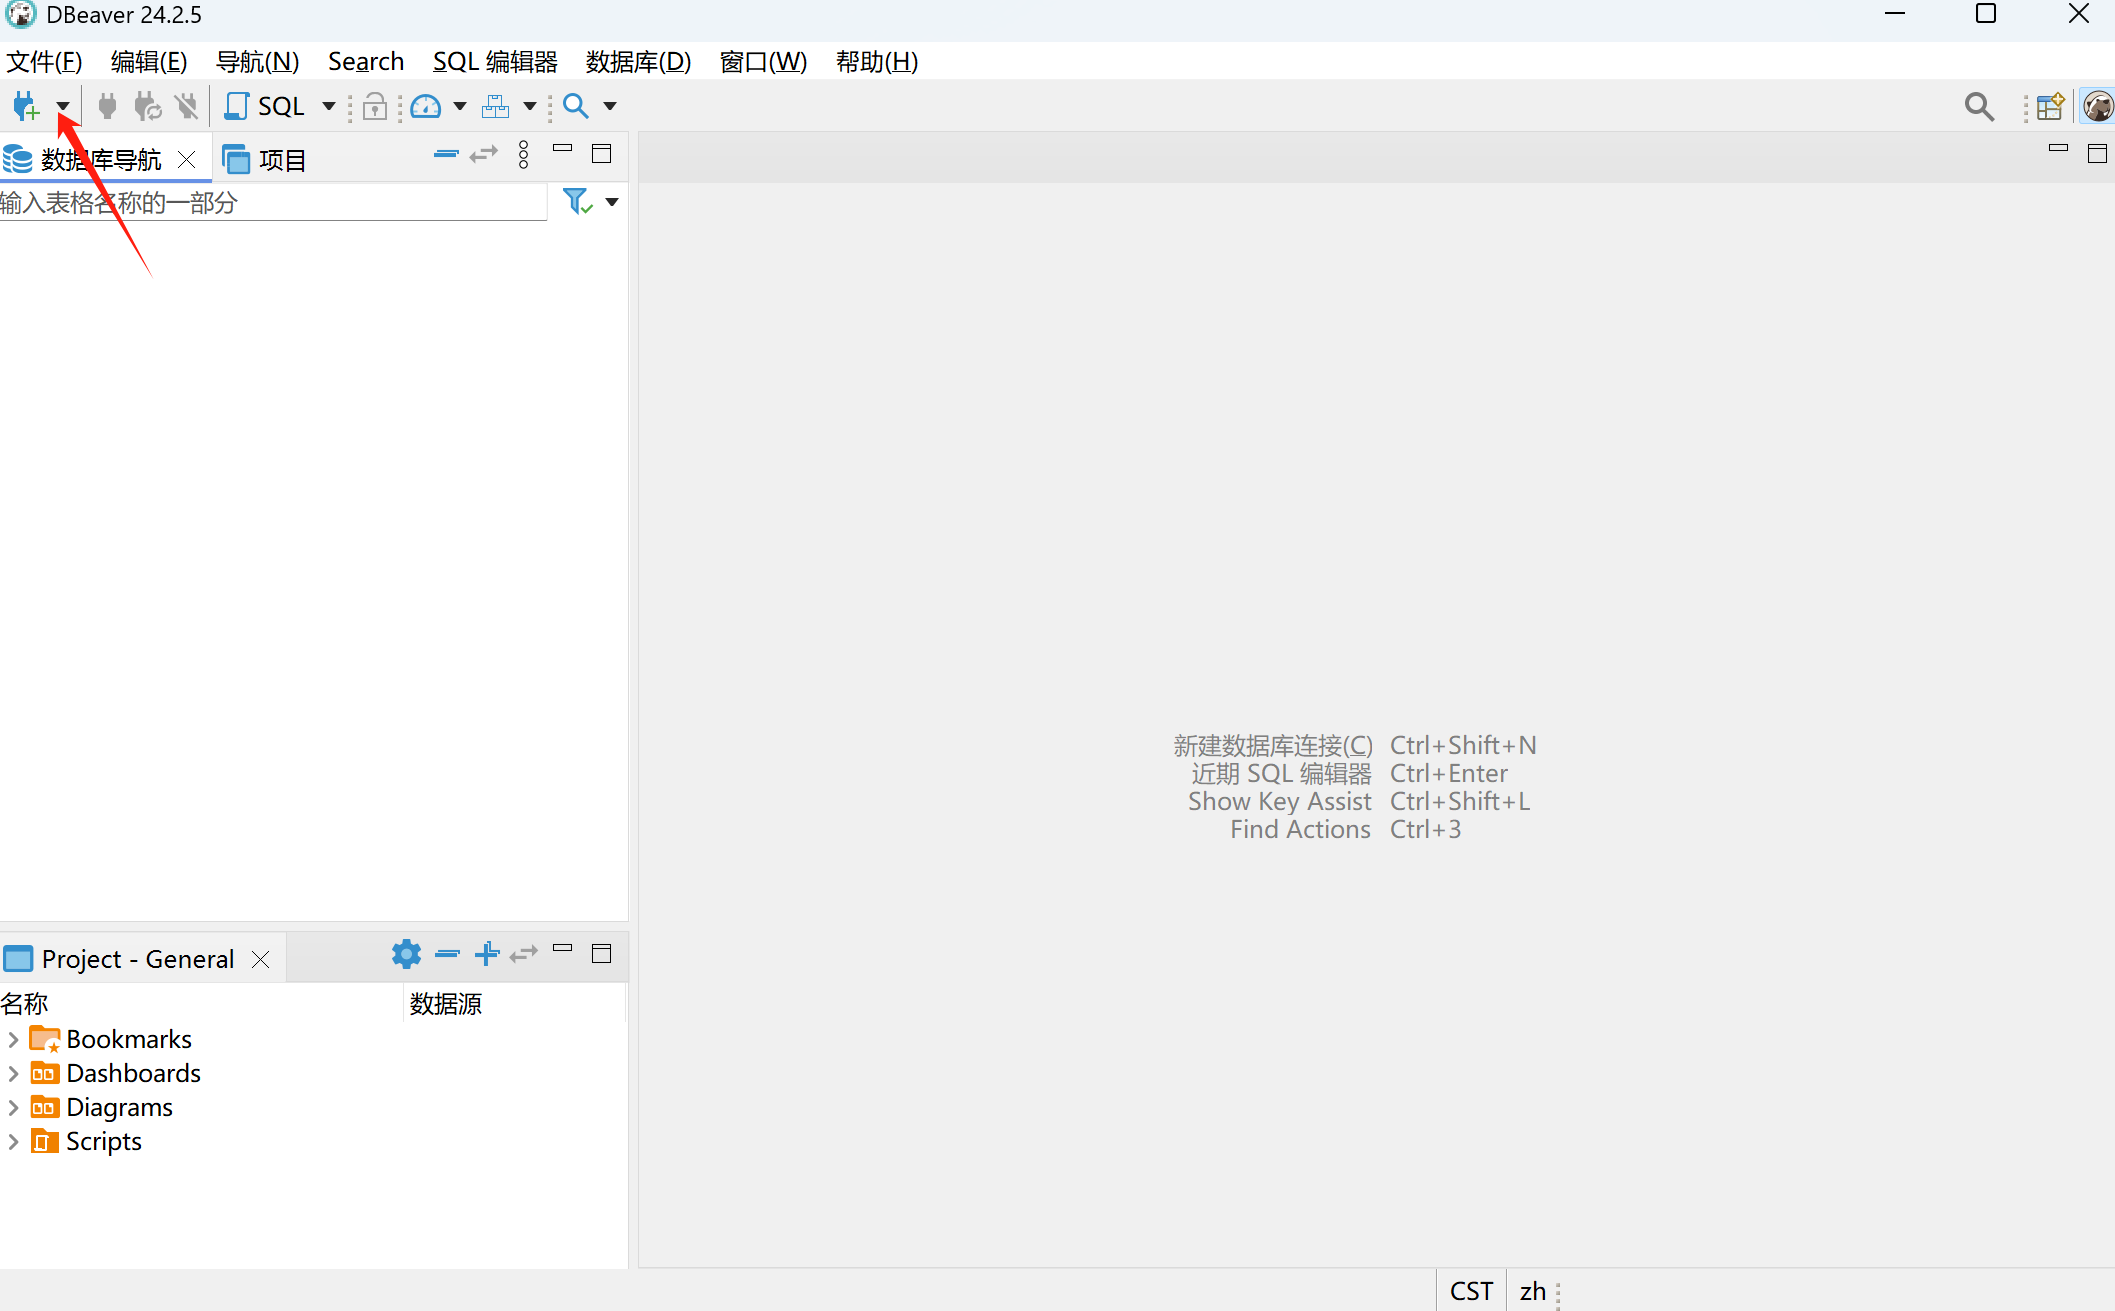 DBeaver 24.2.5
文件(F) 编辑(E) 导航(N) Search SQL 编辑器 数据库(D) 窗口(W) 帮助(H)
SQL
数据库导航 项目
输入表格名称的一部分
新建数据库连接(C) Ctrl+Shift+N
近期 SQL 编辑器 Ctrl+Enter
Show Key Assist Ctrl+Shift+L
Find Actions Ctrl+3
Project - General
名称 数据源
Bookmarks
Dashboards
Diagrams
Scripts
CST zh